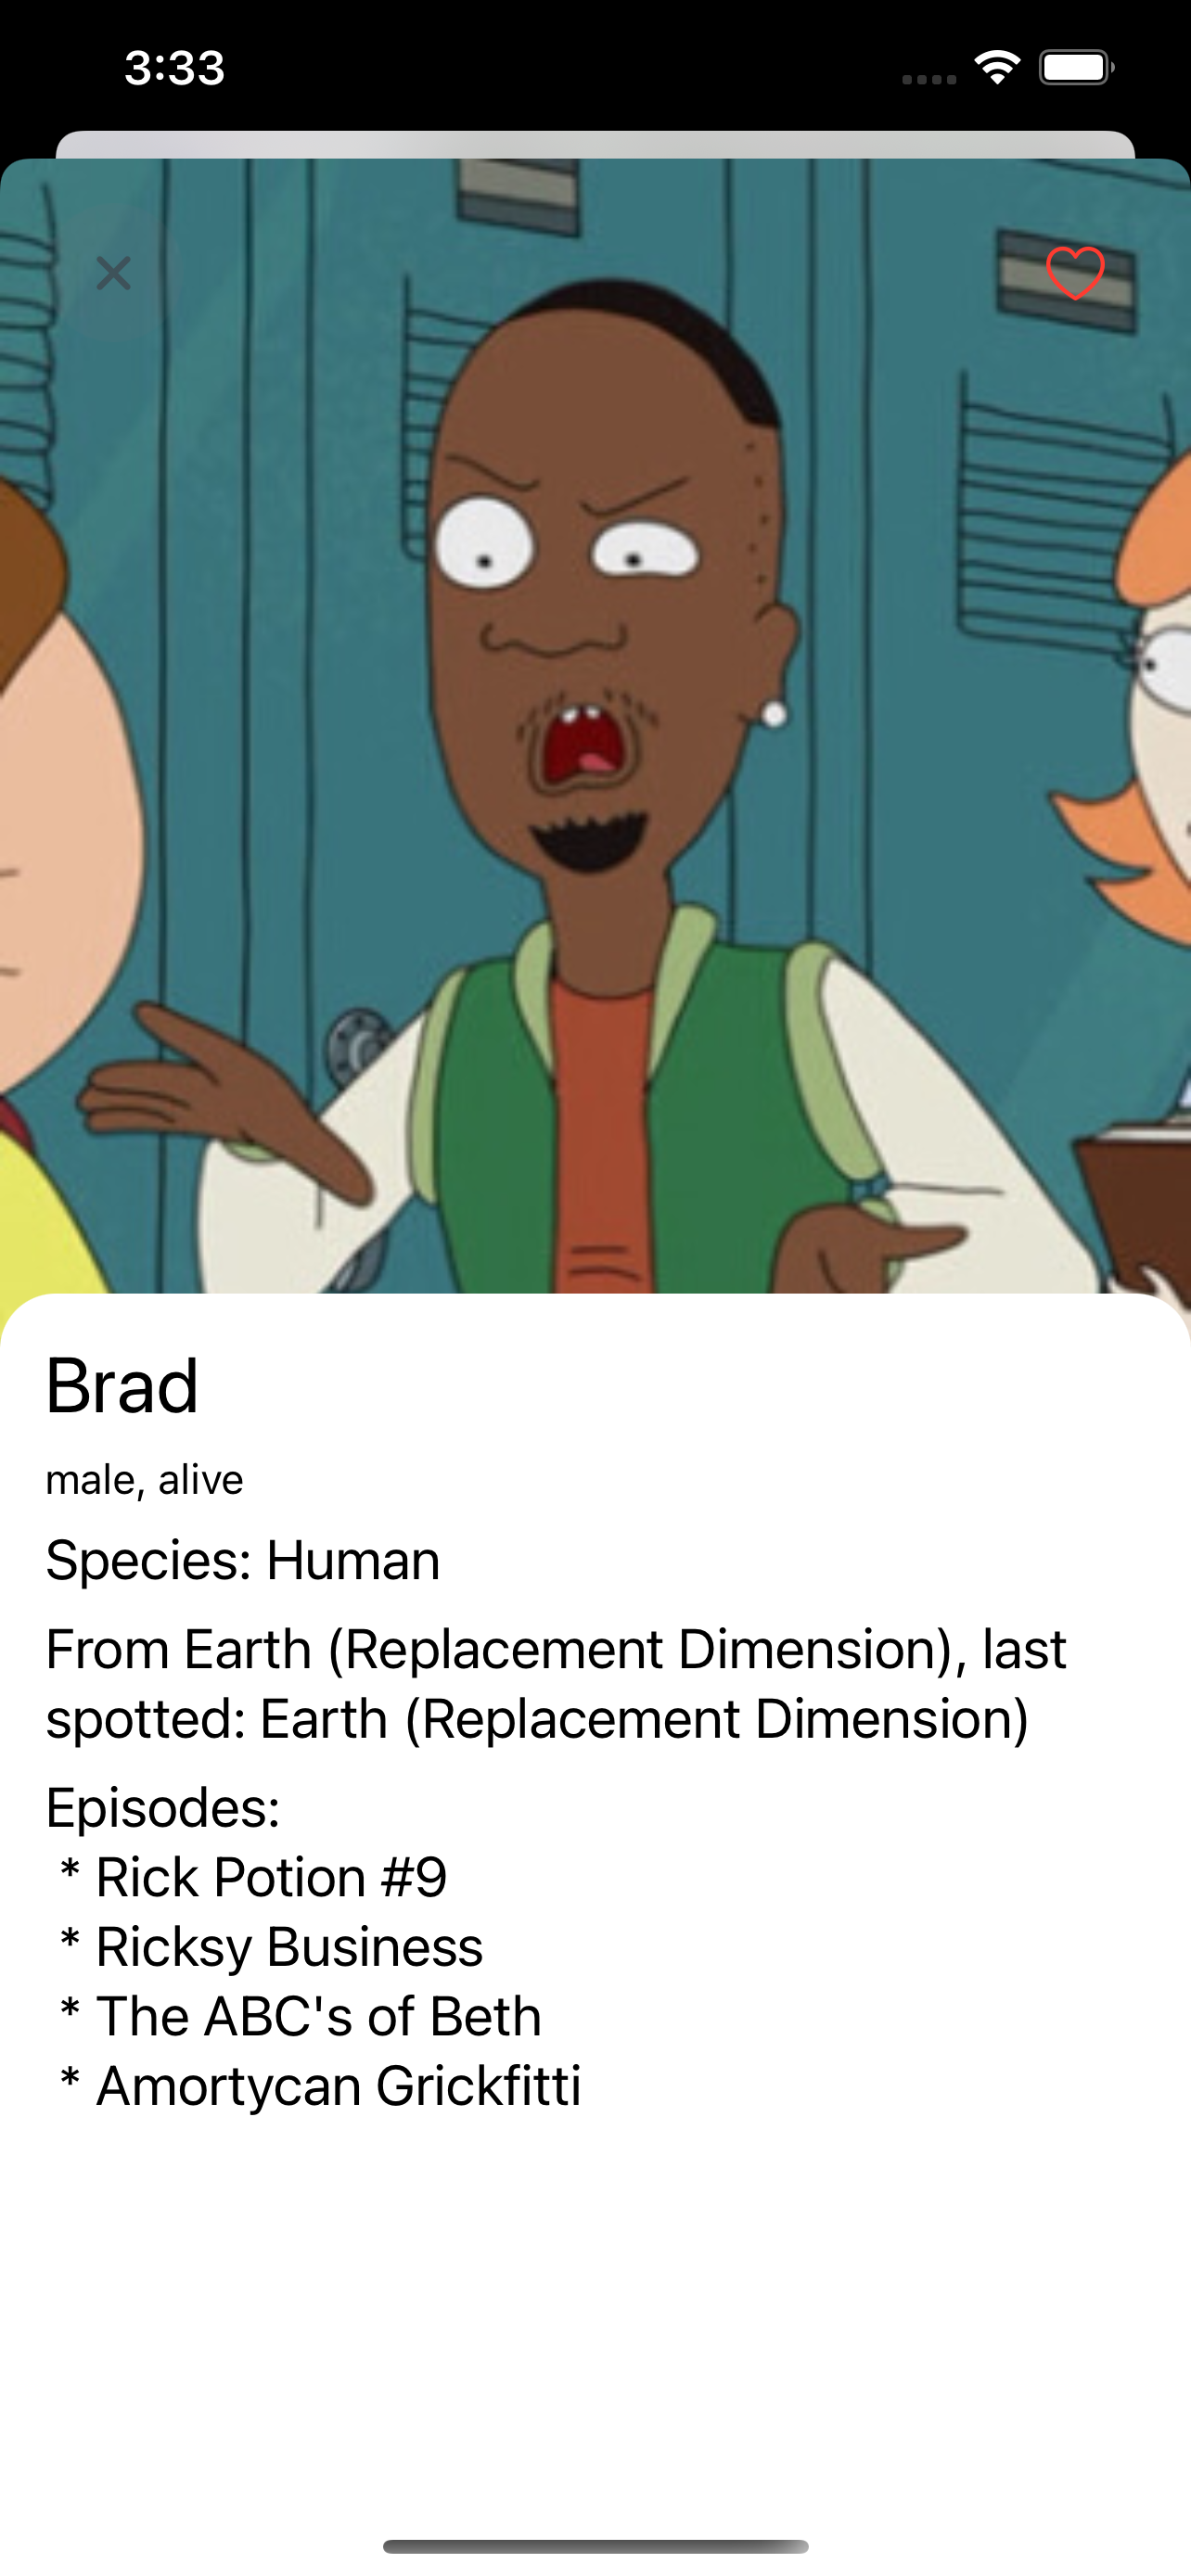 3:33
Brad
male, alive
Species: Human
From Earth (Replacement Dimension), last
spotted: Earth (Replacement Dimension)
Episodes:
* Rick Potion #9
* Ricksy Business
* The ABC's of Beth
* Amortycan Grickfitti